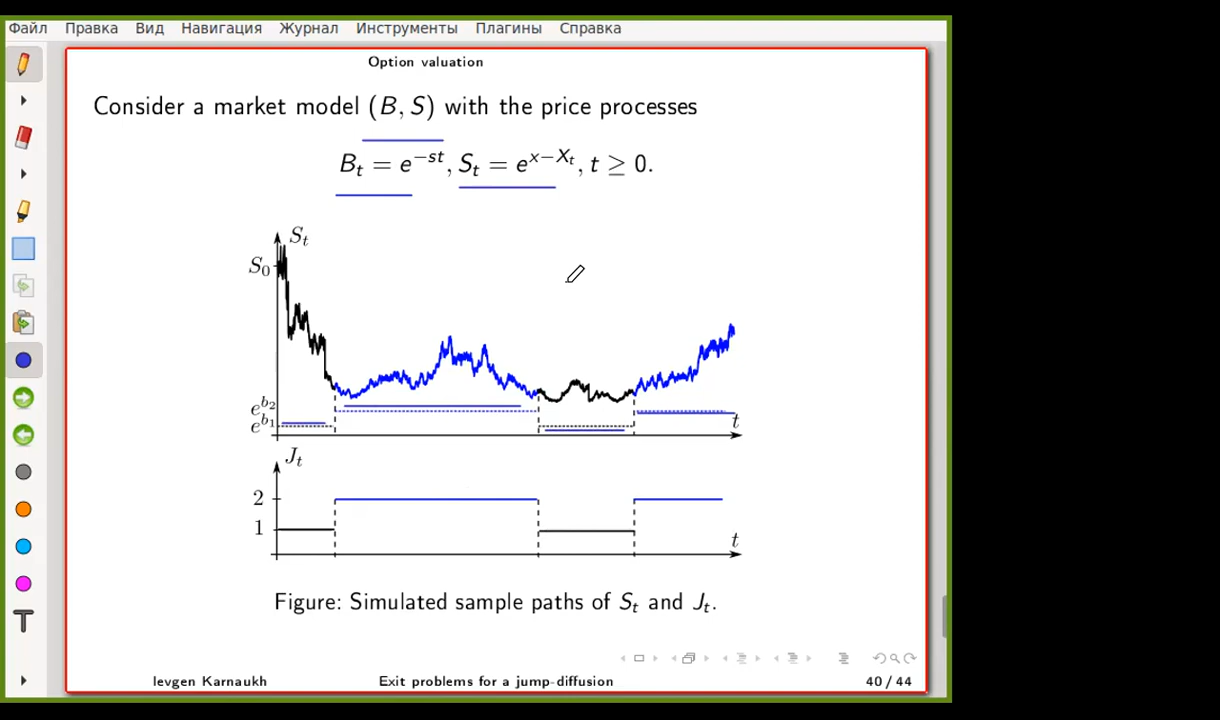 Файл Правка Вид Навигация Журнал Инструменты Плагины Справка
Option valuation
Consider a market model (B, S) with the price processes
B_t = e^{-st}, S_t = e^{x-X_t}, t ≥ 0.
S_t
S_0
e^{b_2}
e^{b_1}
t
J_t
2
1
t
Figure: Simulated sample paths of S_t and J_t.
Ievgen Karnaukh Exit problems for a jump-diffusion 40 / 44
T